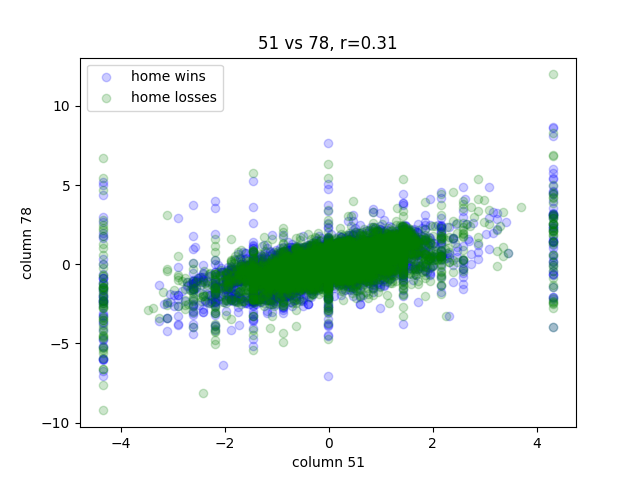 51 vs 78, r=0.31
home wins
home losses
10
5
0
−5
−10
column 78
−4
−2
0
2
4
column 51